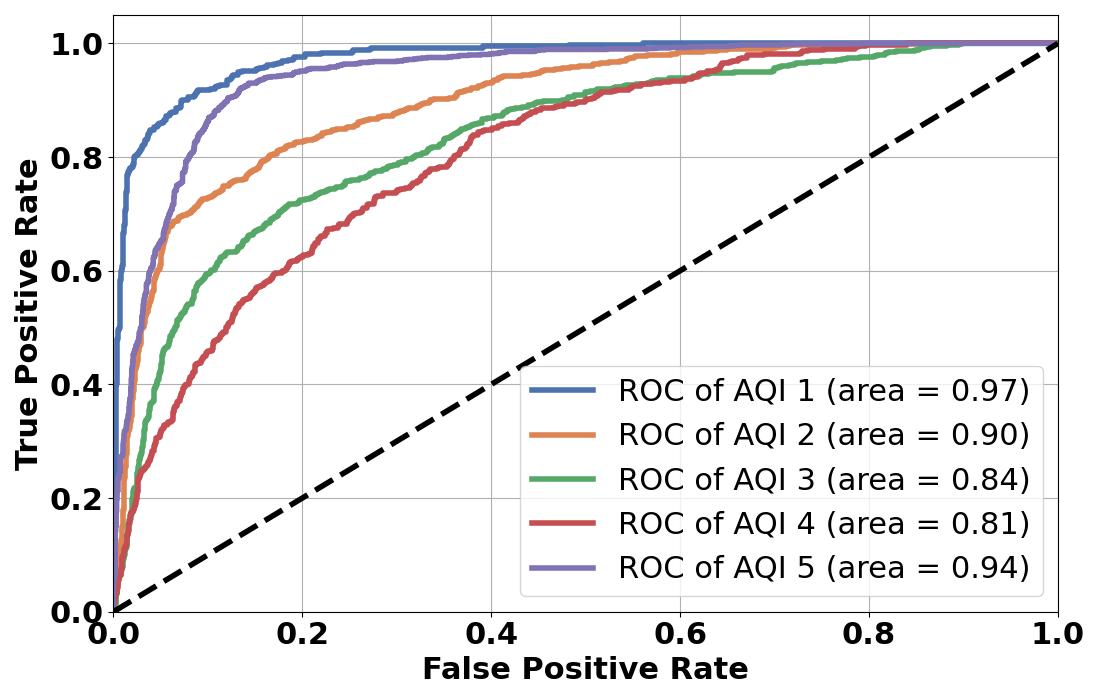 True Positive Rate
1.0
0.8
0.6
0.4
0.2
0.0
0.0 0.2 0.4 0.6 0.8 1.0
False Positive Rate
ROC of AQI 1 (area = 0.97)
ROC of AQI 2 (area = 0.90)
ROC of AQI 3 (area = 0.84)
ROC of AQI 4 (area = 0.81)
ROC of AQI 5 (area = 0.94)